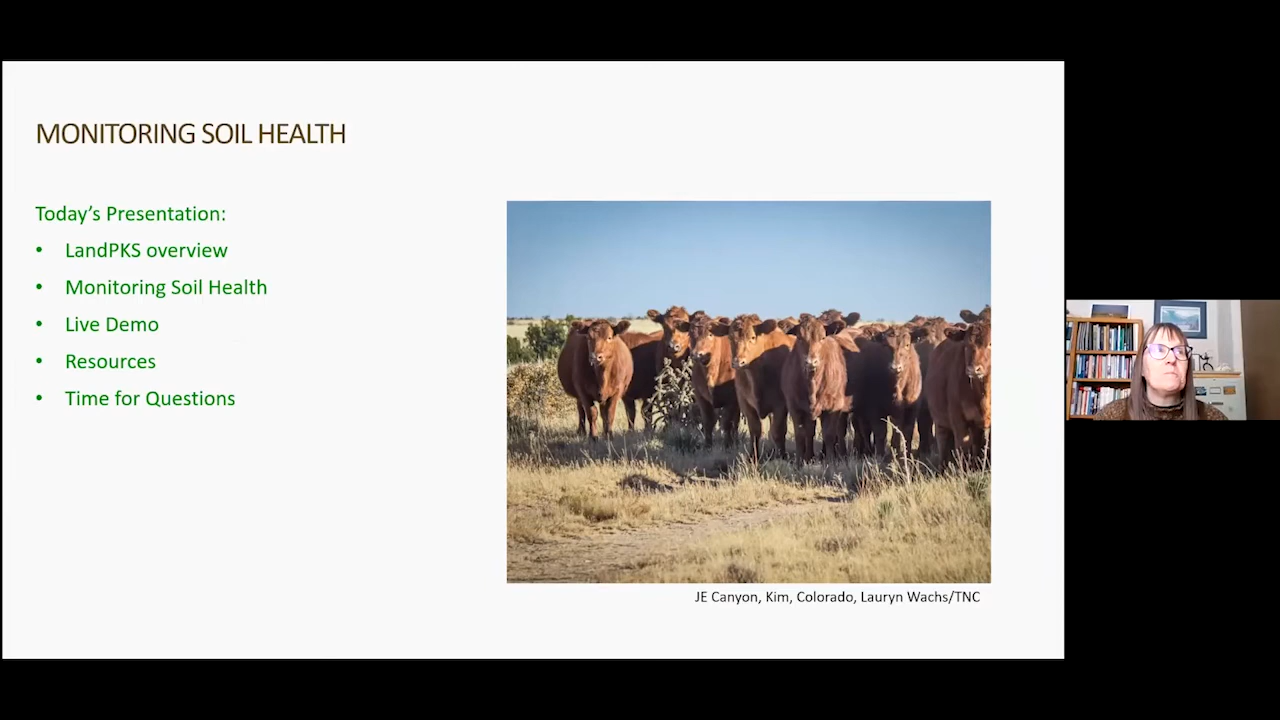 MONITORING SOIL HEALTH
Today’s Presentation:
• LandPKS overview
• Monitoring Soil Health
• Live Demo
• Resources
• Time for Questions
JE Canyon, Kim, Colorado, Lauryn Wachs/TNC